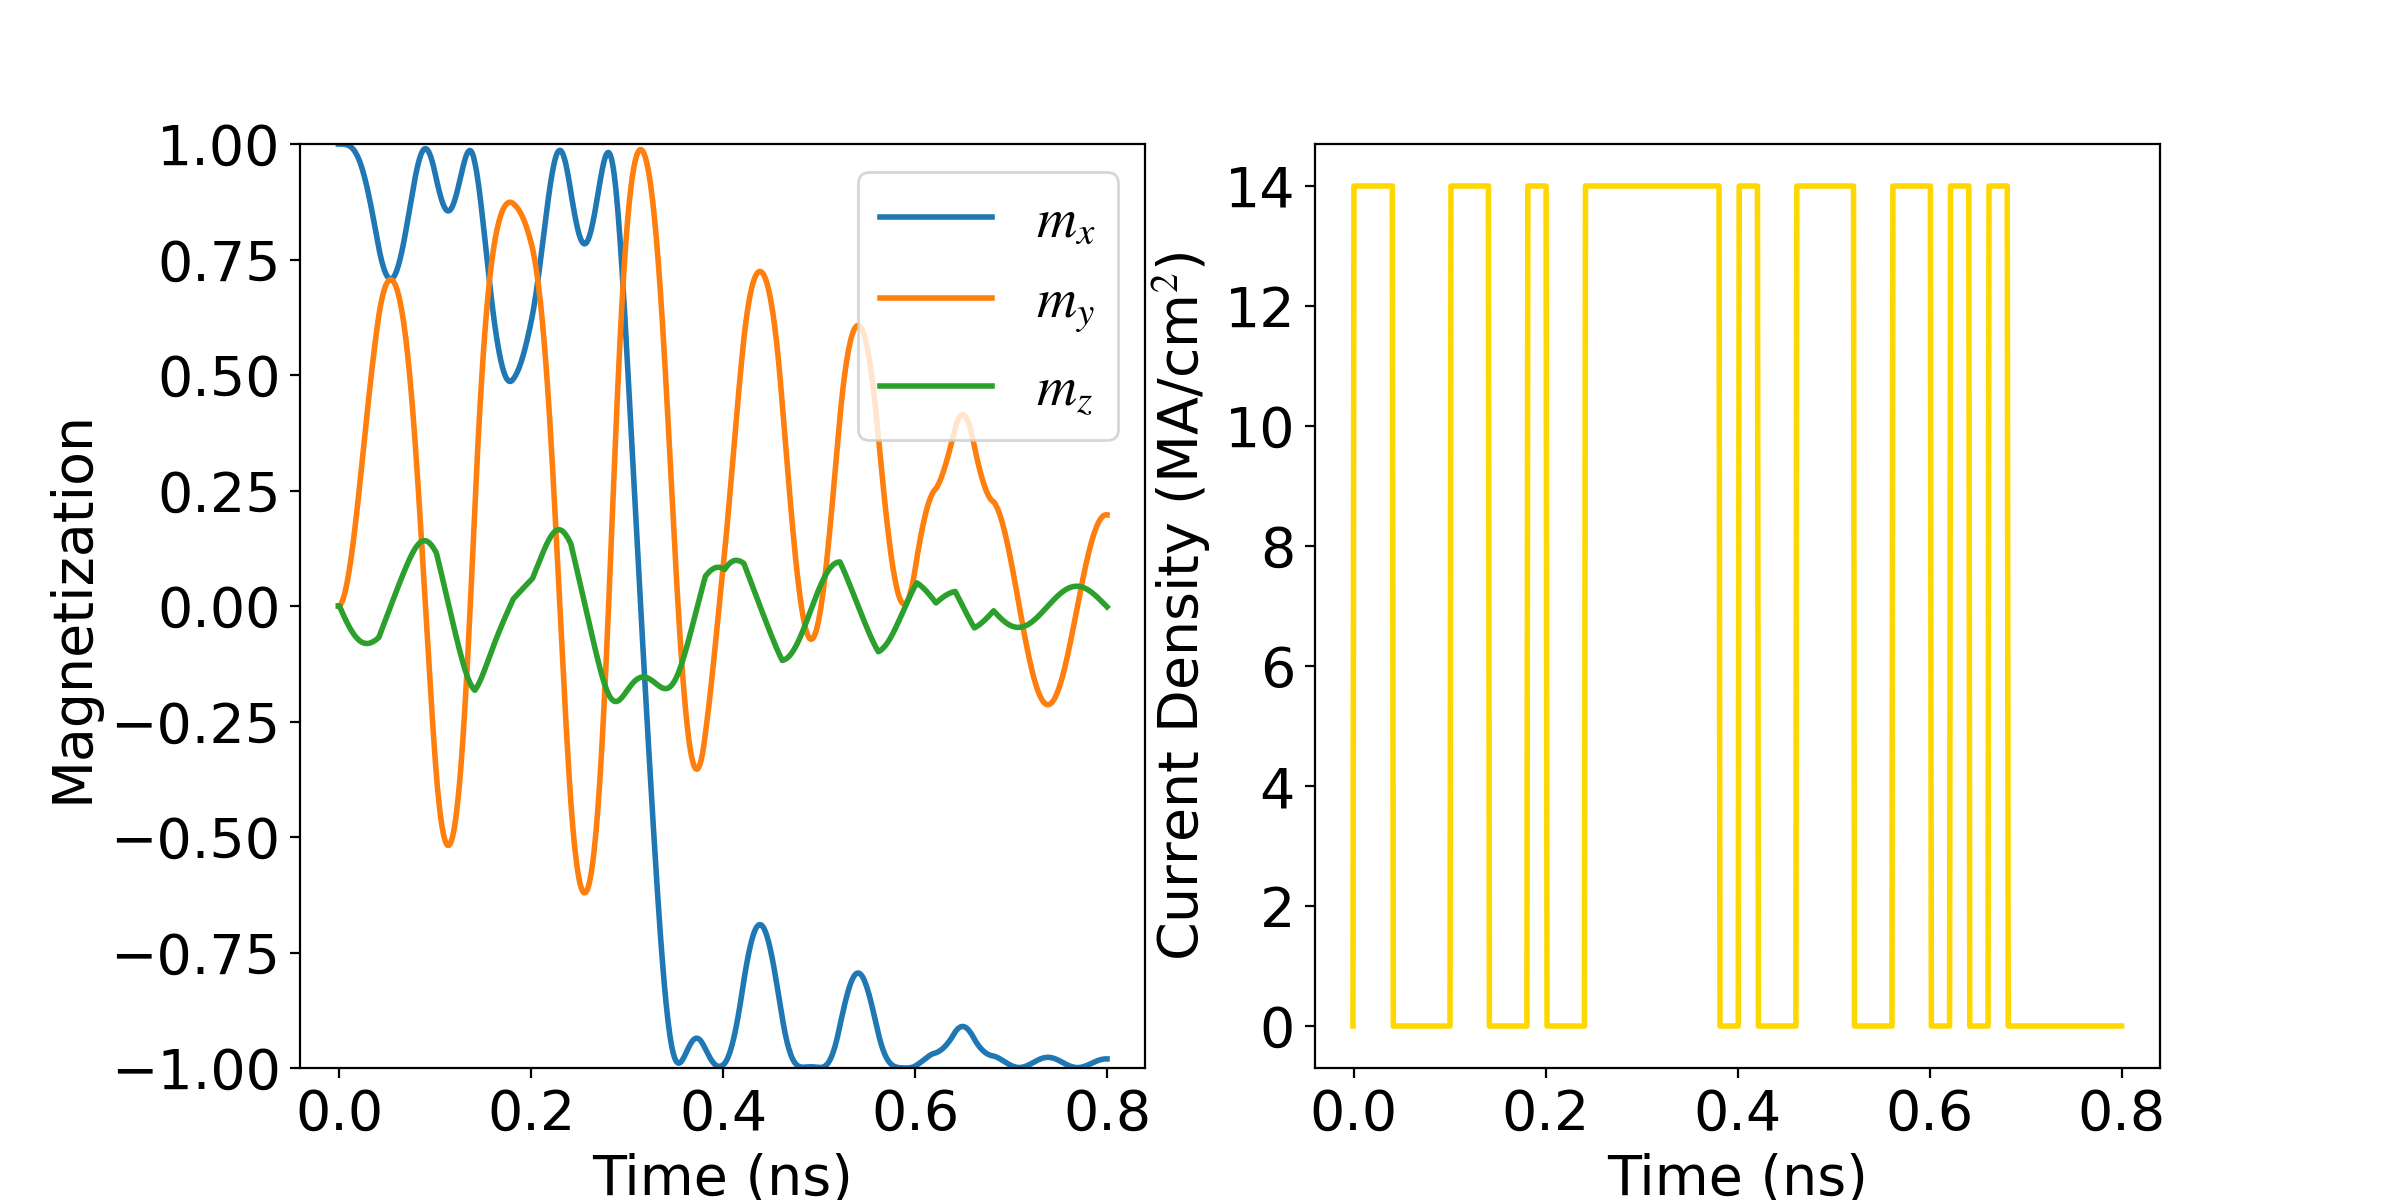 Magnetization
1.00
0.75
0.50
0.25
0.00
−0.25
−0.50
−0.75
−1.00
0.0 0.2 0.4 0.6 0.8
Time (ns)
mₓ
m_y
m_z
Current Density (MA/cm²)
14
12
10
8
6
4
2
0
0.0 0.2 0.4 0.6 0.8
Time (ns)